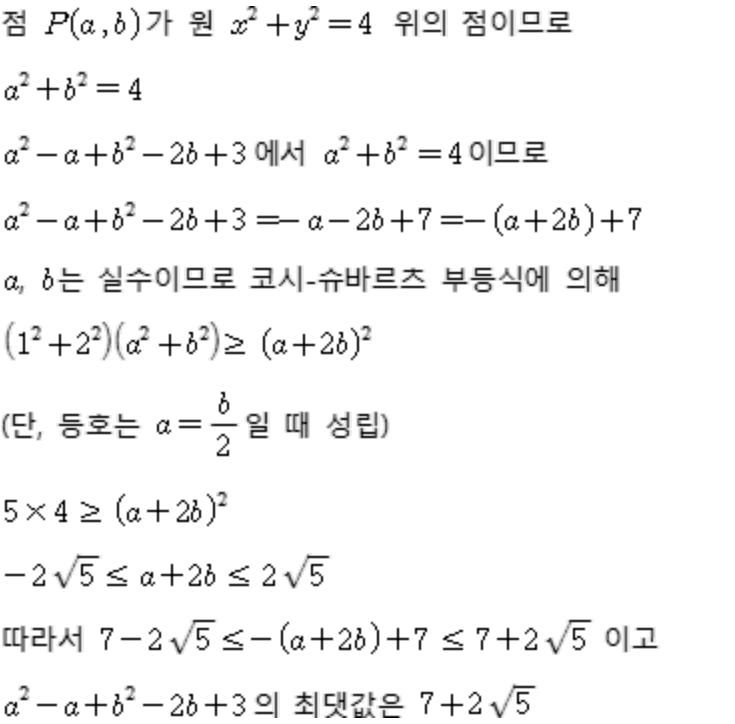 점 P(a,b)가 원 x²+y²=4 위의 점이므로
a²+b²=4
a²−a+b²−2b+3에서 a²+b²=4이므로
a²−a+b²−2b+3=−a−2b+7=−(a+2b)+7
a, b는 실수이므로 코시-슈바르츠 부등식에 의해
(1²+2²)(a²+b²)≥ (a+2b)²
(단, 등호는 a=b/2일 때 성립)
5×4 ≥ (a+2b)²
−2√5 ≤ a+2b ≤ 2√5
따라서 7−2√5 ≤−(a+2b)+7 ≤ 7+2√5 이고
a²−a+b²−2b+3의 최댓값은 7+2√5